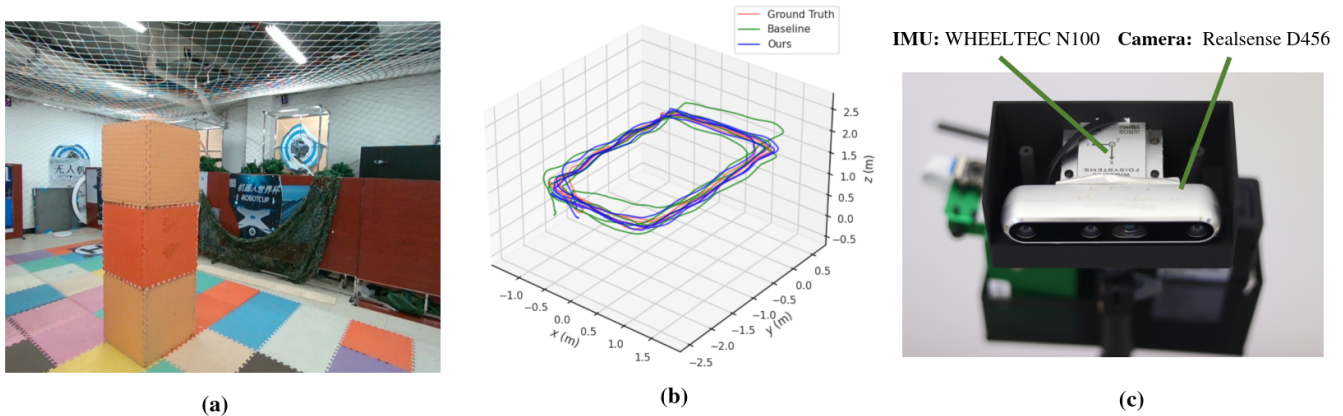 IMU: WHEELTEC N100 Camera: Realsense D456
Ground Truth
Baseline
Ours
无人机
机器人世界杯
ROBOTCUP
2.5
2.0
1.5
1.0
0.5
0.0
−0.5
z (m)
−1.0
−0.5
0.0
0.5
1.0
1.5
x (m)
0.5
0.0
−0.5
−1.0
−1.5
−2.0
−2.5
y (m)
(a)
(b)
(c)